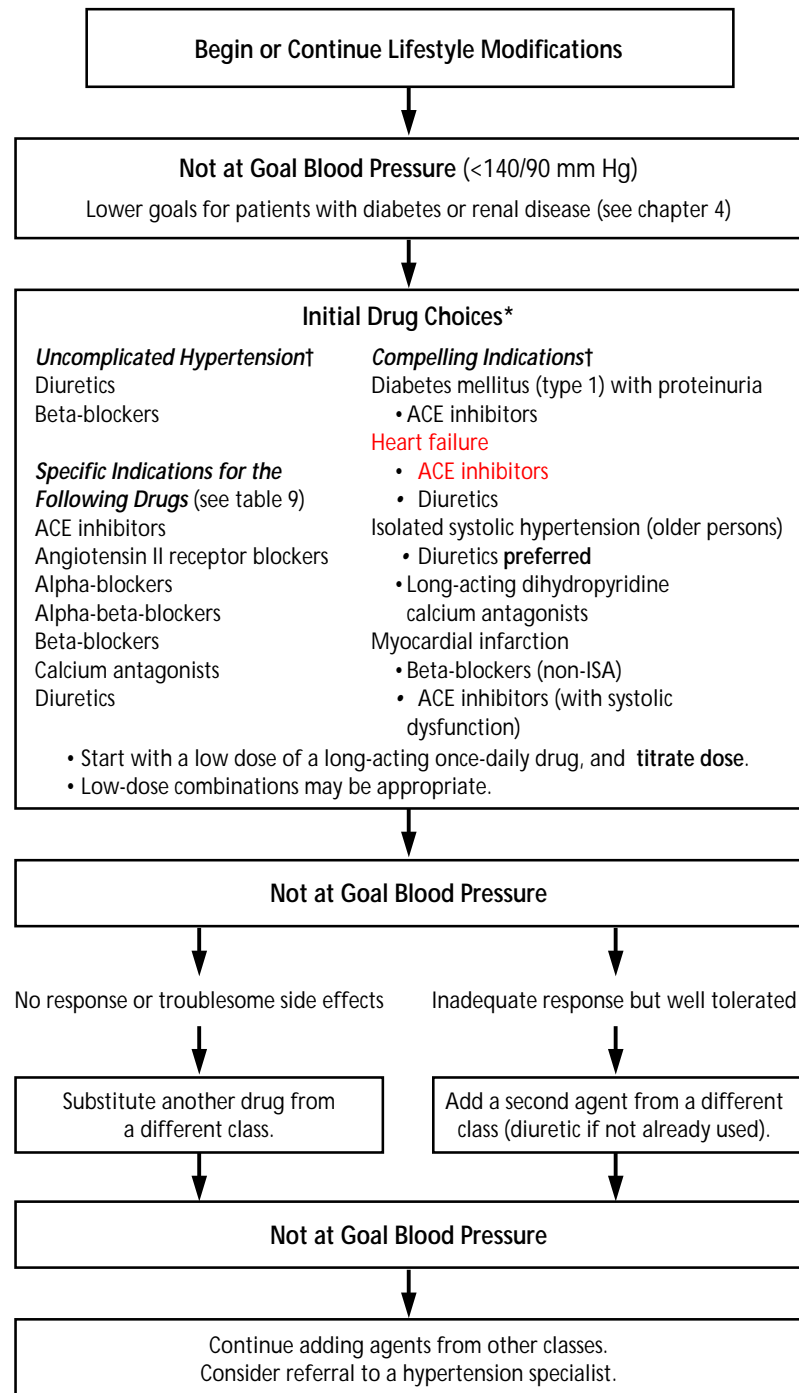 Begin or Continue Lifestyle Modifications
Not at Goal Blood Pressure (<140/90 mm Hg)
Lower goals for patients with diabetes or renal disease (see chapter 4)
Initial Drug Choices*
Uncomplicated Hypertension†
Diuretics
Beta-blockers
Specific Indications for the
Following Drugs (see table 9)
ACE inhibitors
Angiotensin II receptor blockers
Alpha-blockers
Alpha-beta-blockers
Beta-blockers
Calcium antagonists
Diuretics
Compelling Indications†
Diabetes mellitus (type 1) with proteinuria
• ACE inhibitors
Heart failure
• ACE inhibitors
• Diuretics
Isolated systolic hypertension (older persons)
• Diuretics preferred
• Long-acting dihydropyridine
calcium antagonists
Myocardial infarction
• Beta-blockers (non-ISA)
• ACE inhibitors (with systolic
dysfunction)
• Start with a low dose of a long-acting once-daily drug, and titrate dose.
• Low-dose combinations may be appropriate.
Not at Goal Blood Pressure
No response or troublesome side effects
Inadequate response but well tolerated
Substitute another drug from
a different class.
Add a second agent from a different
class (diuretic if not already used).
Not at Goal Blood Pressure
Continue adding agents from other classes.
Consider referral to a hypertension specialist.